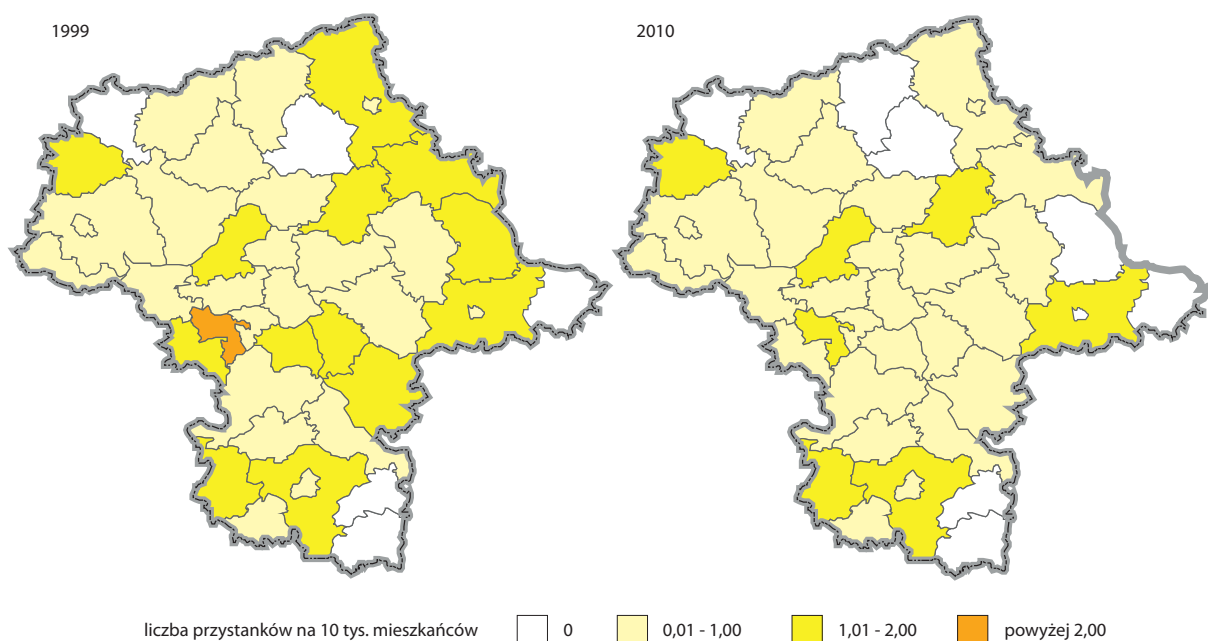 1999
2010
liczba przystanków na 10 tys. mieszkańców 0 0,01 - 1,00 1,01 - 2,00 powyżej 2,00